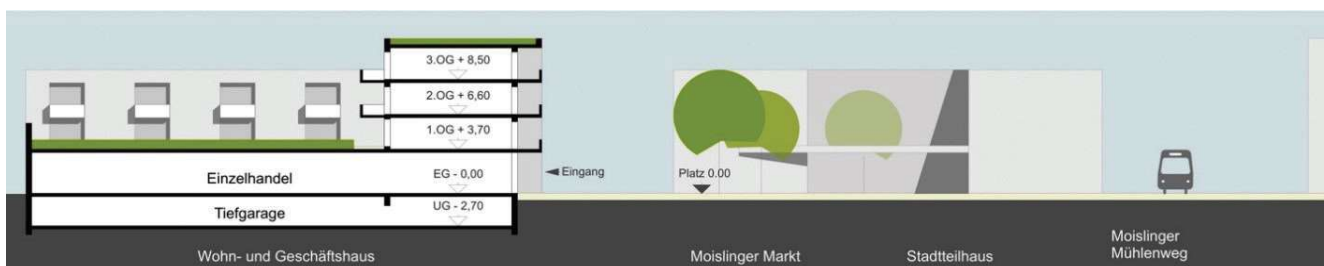 3.OG + 8,50
2.OG + 6,60
1.OG + 3,70
Einzelhandel
EG - 0,00
Eingang
Platz 0.00
Tiefgarage
UG - 2,70
Wohn- und Geschäftshaus
Moislinger Markt
Stadtteilhaus
Moislinger
Mühlenweg